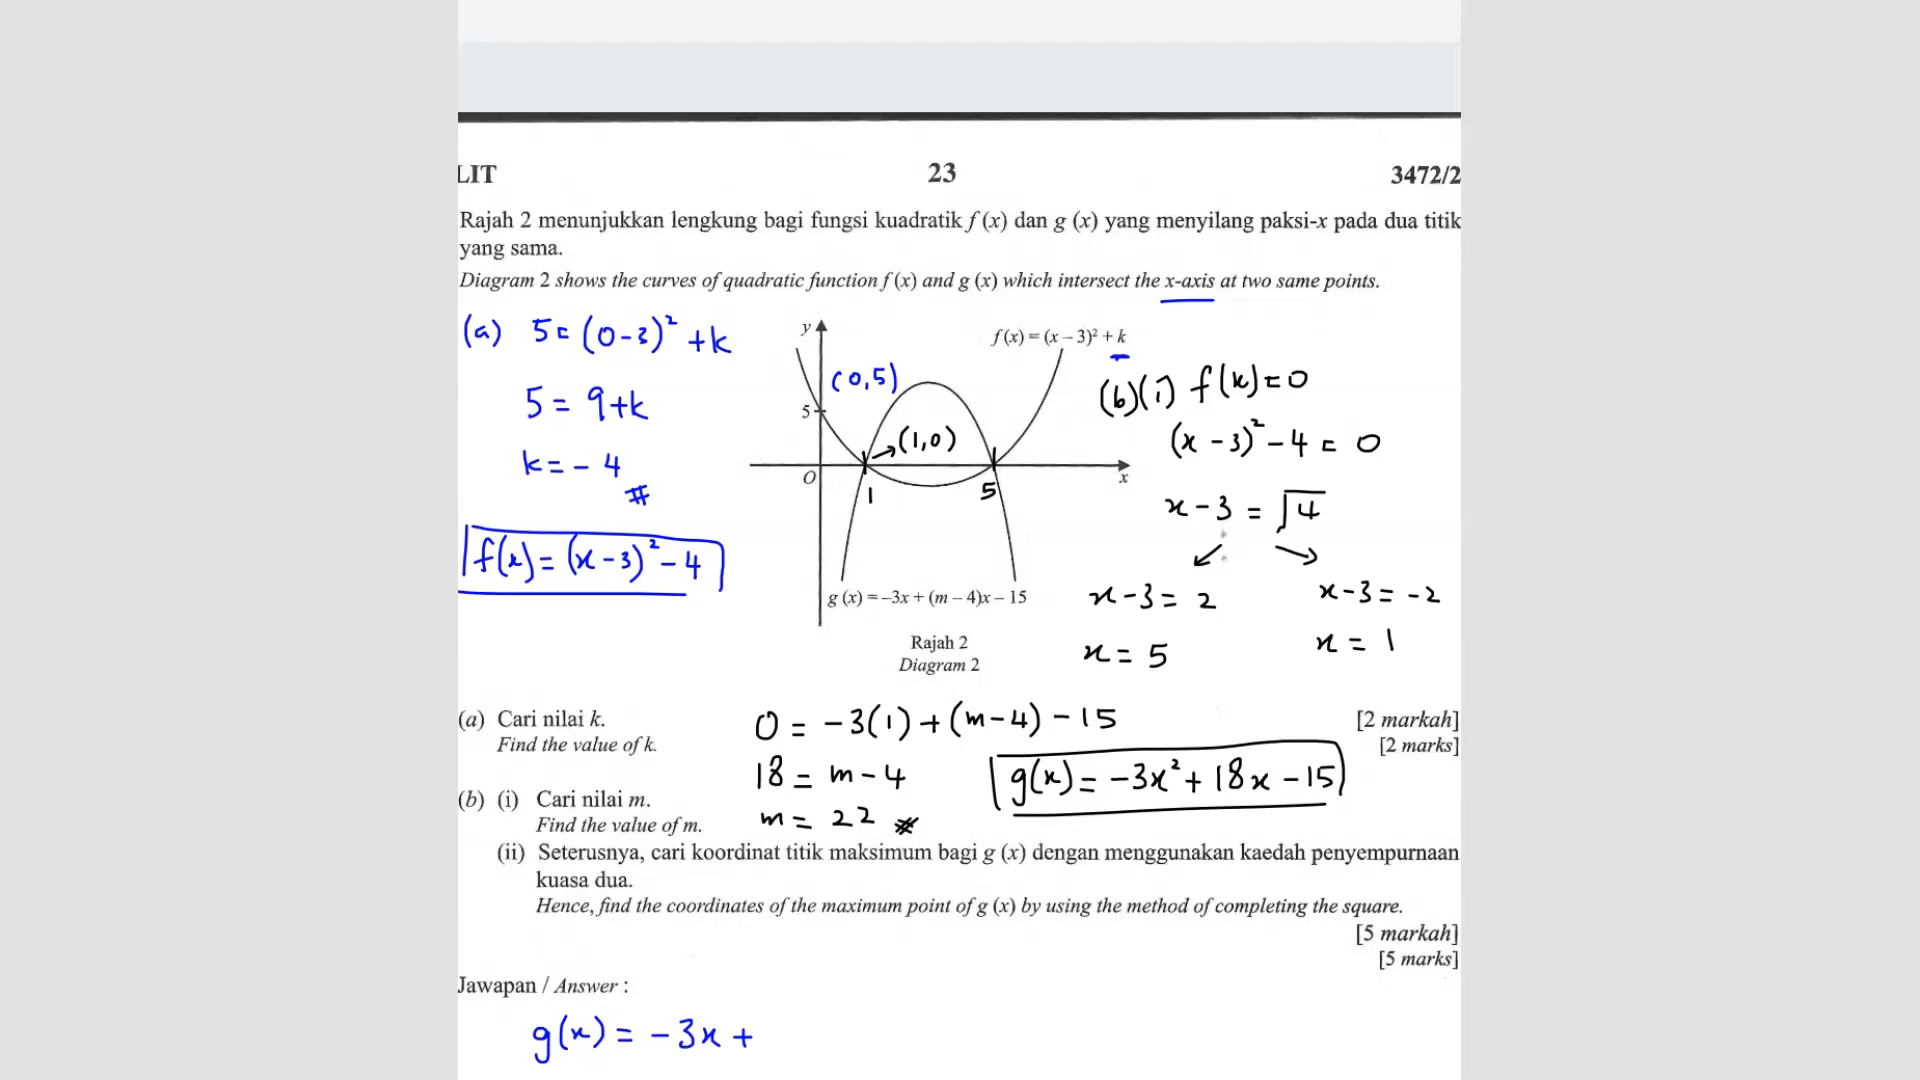 LIT 23 3472/2
Rajah 2 menunjukkan lengkung bagi fungsi kuadratik f (x) dan g (x) yang menyilang paksi-x pada dua titik
yang sama.
Diagram 2 shows the curves of quadratic function f (x) and g (x) which intersect the x-axis at two same points.
(a) 5 = (0-3)² + k
5 = 9+k
k = -4
f(x) = (x-3)² - 4
y
f (x) = (x – 3)² + k
(0,5)
5
(1,0)
O
1
5
x
g (x) = –3x + (m – 4)x – 15
Rajah 2
Diagram 2
(b)(i) f(x) = 0
(x - 3)² - 4 = 0
x - 3 = √4
x - 3 = 2 x - 3 = -2
x = 5 x = 1
(a) Cari nilai k. [2 markah]
Find the value of k. [2 marks]
0 = -3(1) + (m-4) - 15
18 = m - 4
m = 22
g(x) = -3x² + 18x - 15
(b) (i) Cari nilai m.
Find the value of m.
(ii) Seterusnya, cari koordinat titik maksimum bagi g (x) dengan menggunakan kaedah penyempurnaan
kuasa dua.
Hence, find the coordinates of the maximum point of g (x) by using the method of completing the square.
[5 markah]
[5 marks]
Jawapan / Answer :
g(x) = -3x +